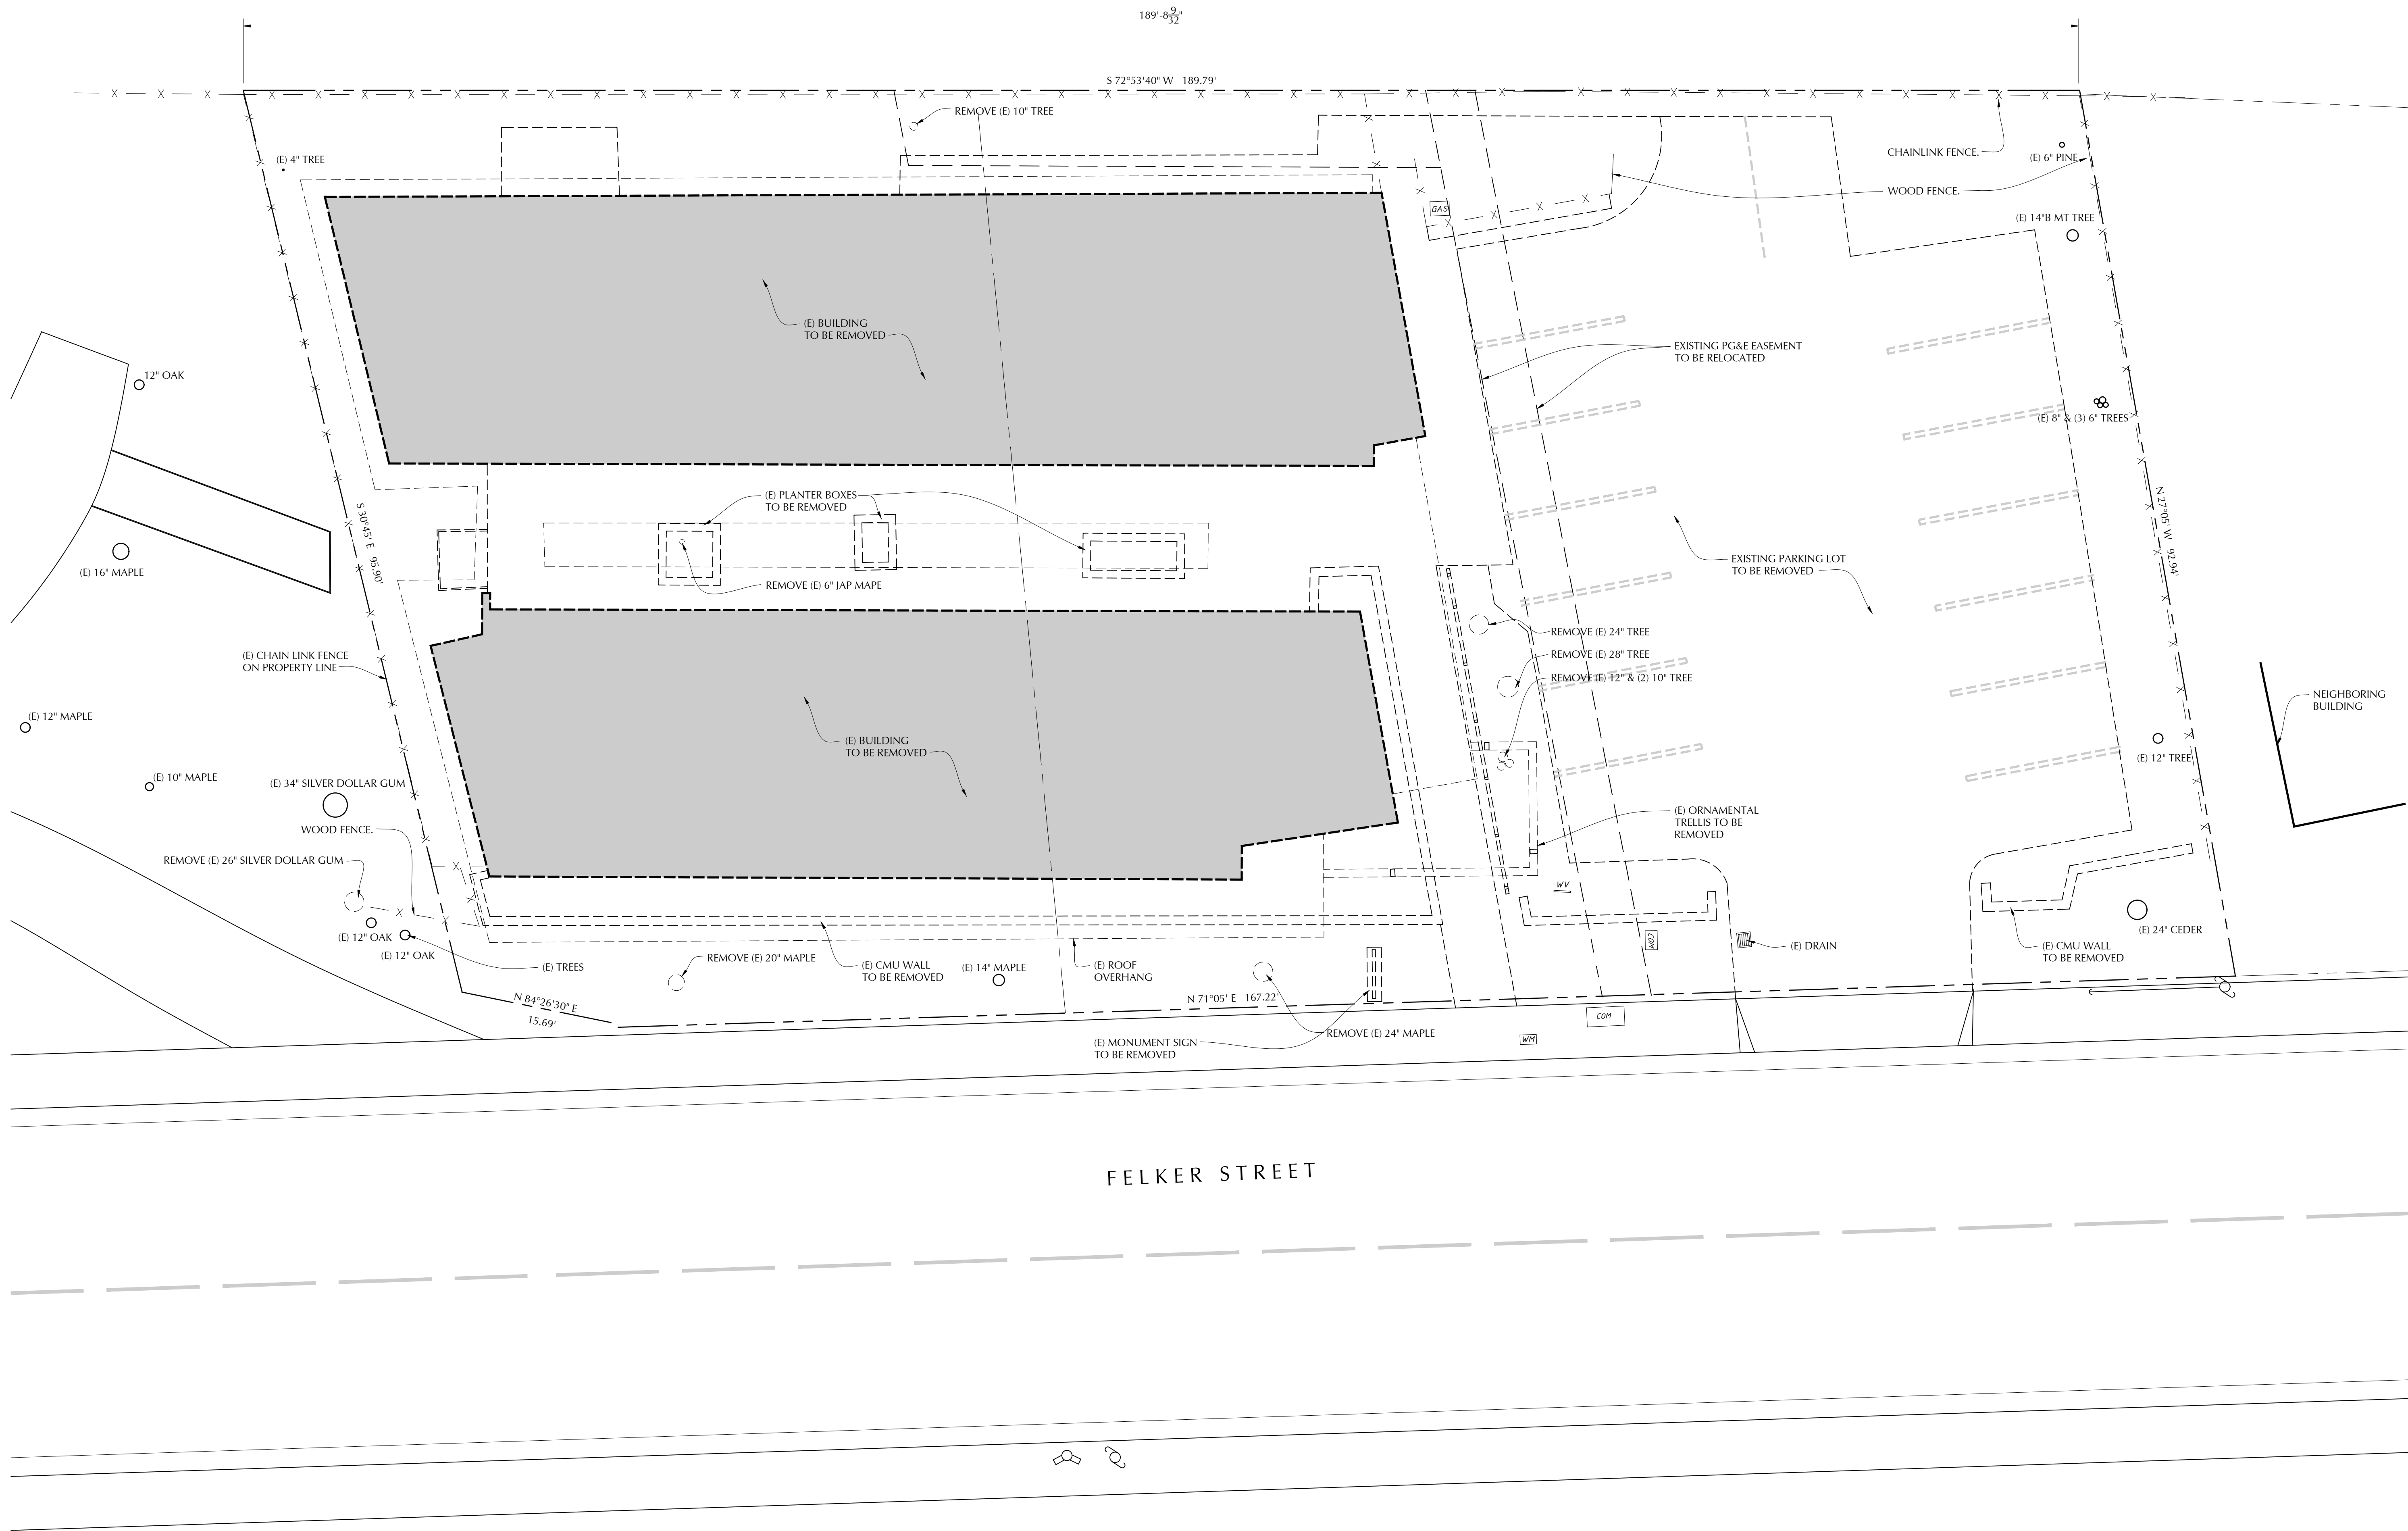 189'-8 9/32"
S 72°53'40" W 189.79'
REMOVE (E) 10" TREE
(E) 4" TREE
CHAINLINK FENCE.
(E) 6" PINE
WOOD FENCE.
GAS
(E) 14"B MT TREE
(E) BUILDING
TO BE REMOVED
EXISTING PG&E EASEMENT
TO BE RELOCATED
12" OAK
(E) 8" & (3) 6" TREES
(E) PLANTER BOXES
TO BE REMOVED
S 30°45' E 95.90'
N 27°05' W 92.94'
EXISTING PARKING LOT
TO BE REMOVED
(E) 16" MAPLE
REMOVE (E) 6" JAP MAPE
REMOVE (E) 24" TREE
(E) CHAIN LINK FENCE
ON PROPERTY LINE
REMOVE (E) 28" TREE
REMOVE (E) 12" & (2) 10" TREE
NEIGHBORING
BUILDING
(E) 12" MAPLE
(E) BUILDING
TO BE REMOVED
(E) 12" TREE
(E) 10" MAPLE
(E) 34" SILVER DOLLAR GUM
(E) ORNAMENTAL
TRELLIS TO BE
REMOVED
WOOD FENCE.
REMOVE (E) 26" SILVER DOLLAR GUM
WV
(E) 12" OAK
(E) 24" CEDER
COM
(E) DRAIN
(E) CMU WALL
TO BE REMOVED
(E) 12" OAK
(E) TREES
REMOVE (E) 20" MAPLE
(E) CMU WALL
TO BE REMOVED
(E) 14" MAPLE
(E) ROOF
OVERHANG
N 84°26'30" E
15.69'
N 71°05' E 167.22'
COM
REMOVE (E) 24" MAPLE
WM
(E) MONUMENT SIGN
TO BE REMOVED
FELKER STREET